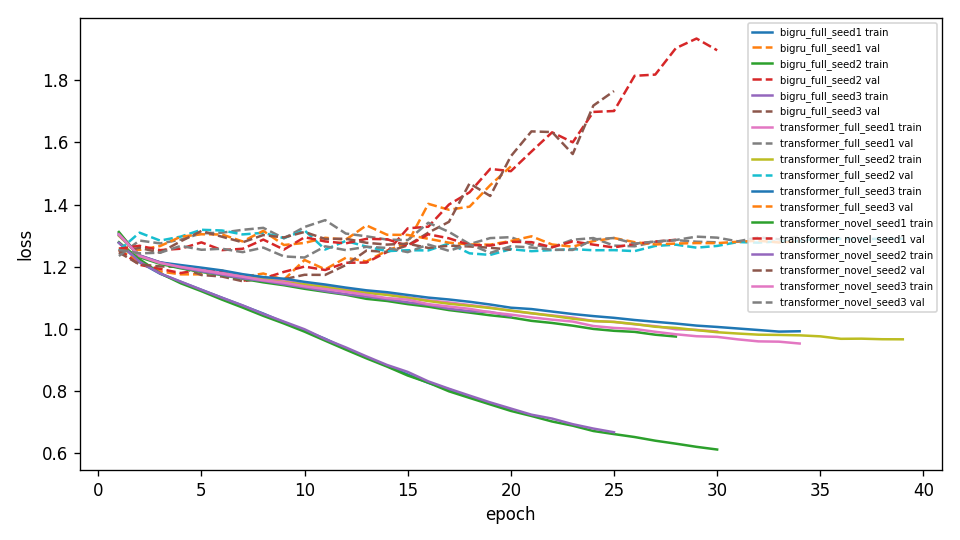 1.8
1.6
1.4
1.2
1.0
0.8
0.6
loss
0 5 10 15 20 25 30 35 40
epoch
bigru_full_seed1 train
bigru_full_seed1 val
bigru_full_seed2 train
bigru_full_seed2 val
bigru_full_seed3 train
bigru_full_seed3 val
transformer_full_seed1 train
transformer_full_seed1 val
transformer_full_seed2 train
transformer_full_seed2 val
transformer_full_seed3 train
transformer_full_seed3 val
transformer_novel_seed1 train
transformer_novel_seed1 val
transformer_novel_seed2 train
transformer_novel_seed2 val
transformer_novel_seed3 train
transformer_novel_seed3 val